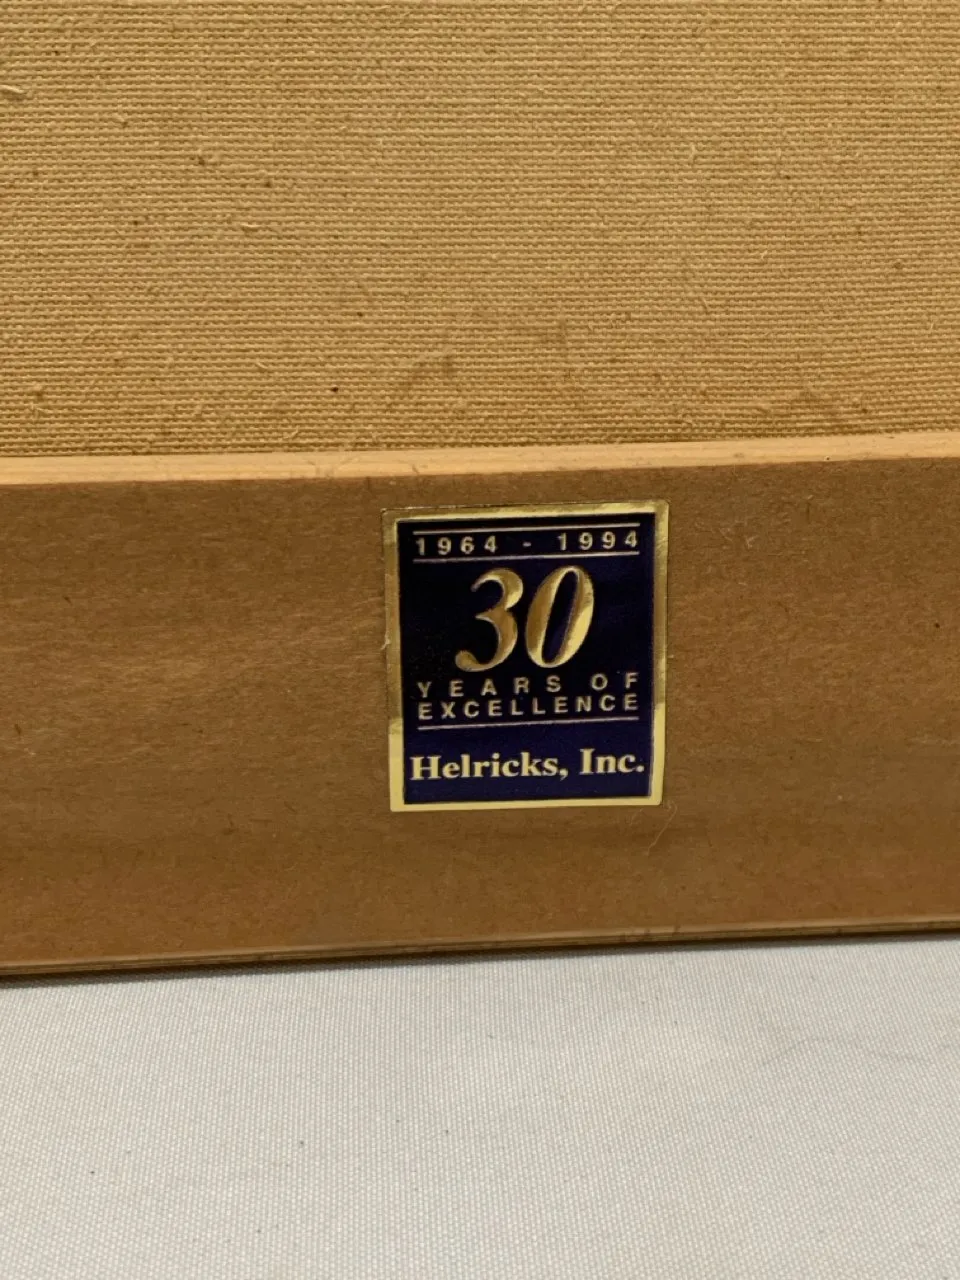 1964 - 1994
30
YEARS OF
EXCELLENCE
Helricks, Inc.